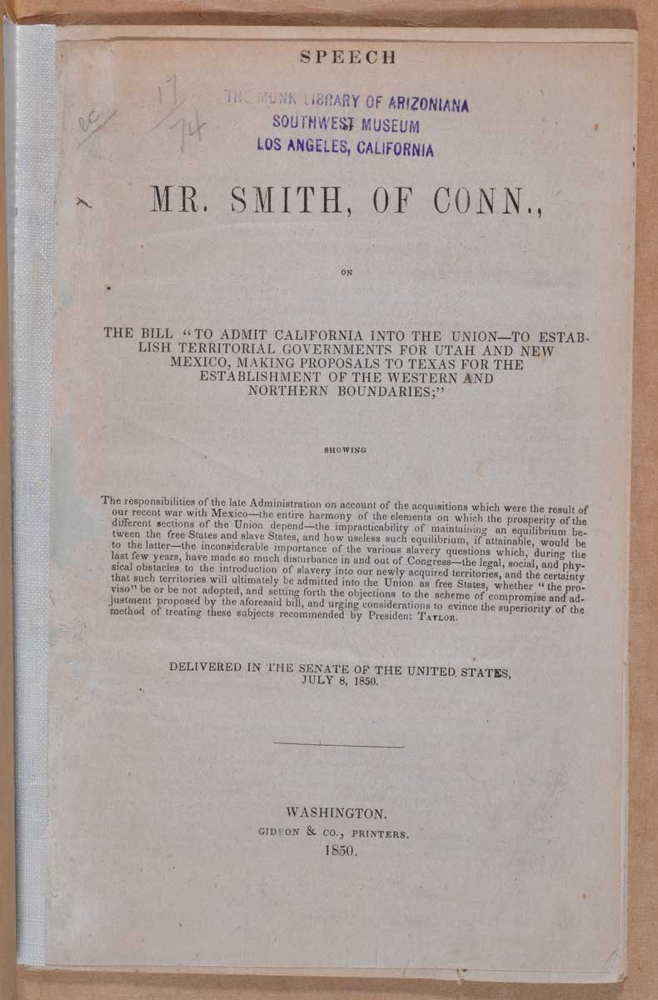 SPEECH
THE MUNK LIBRARY OF ARIZONIANA
SOUTHWEST MUSEUM
LOS ANGELES, CALIFORNIA
17/74
MR. SMITH, OF CONN.,
ON
THE BILL “TO ADMIT CALIFORNIA INTO THE UNION—TO ESTAB-
LISH TERRITORIAL GOVERNMENTS FOR UTAH AND NEW
MEXICO, MAKING PROPOSALS TO TEXAS FOR THE
ESTABLISHMENT OF THE WESTERN AND
NORTHERN BOUNDARIES;”
SHOWING
The responsibilities of the late Administration on account of the acquisitions which were the result of
our recent war with Mexico—the entire harmony of the elements on which the prosperity of the
different sections of the Union depend—the impracticability of maintaining an equilibrium be-
tween the free States and slave States, and how useless such equilibrium, if attainable, would be
to the latter—the inconsiderable importance of the various slavery questions which, during the
last few years, have made so much disturbance in and out of Congress—the legal, social, and phy-
sical obstacles to the introduction of slavery into our newly acquired territories, and the certainty
that such territories will ultimately be admitted into the Union as free States, whether “the pro-
viso” be or be not adopted, and setting forth the objections to the scheme of compromise and ad-
justment proposed by the aforesaid bill, and urging considerations to evince the superiority of the
method of treating these subjects recommended by President TAYLOR.
DELIVERED IN THE SENATE OF THE UNITED STATES,
JULY 8, 1850.
WASHINGTON.
GIDEON & CO., PRINTERS.
1850.